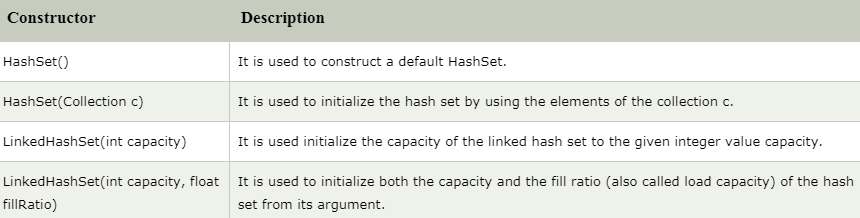 Constructor Description
HashSet() It is used to construct a default HashSet.
HashSet(Collection c) It is used to initialize the hash set by using the elements of the collection c.
LinkedHashSet(int capacity) It is used initialize the capacity of the linked hash set to the given integer value capacity.
LinkedHashSet(int capacity, float It is used to initialize both the capacity and the fill ratio (also called load capacity) of the hash
fillRatio) set from its argument.